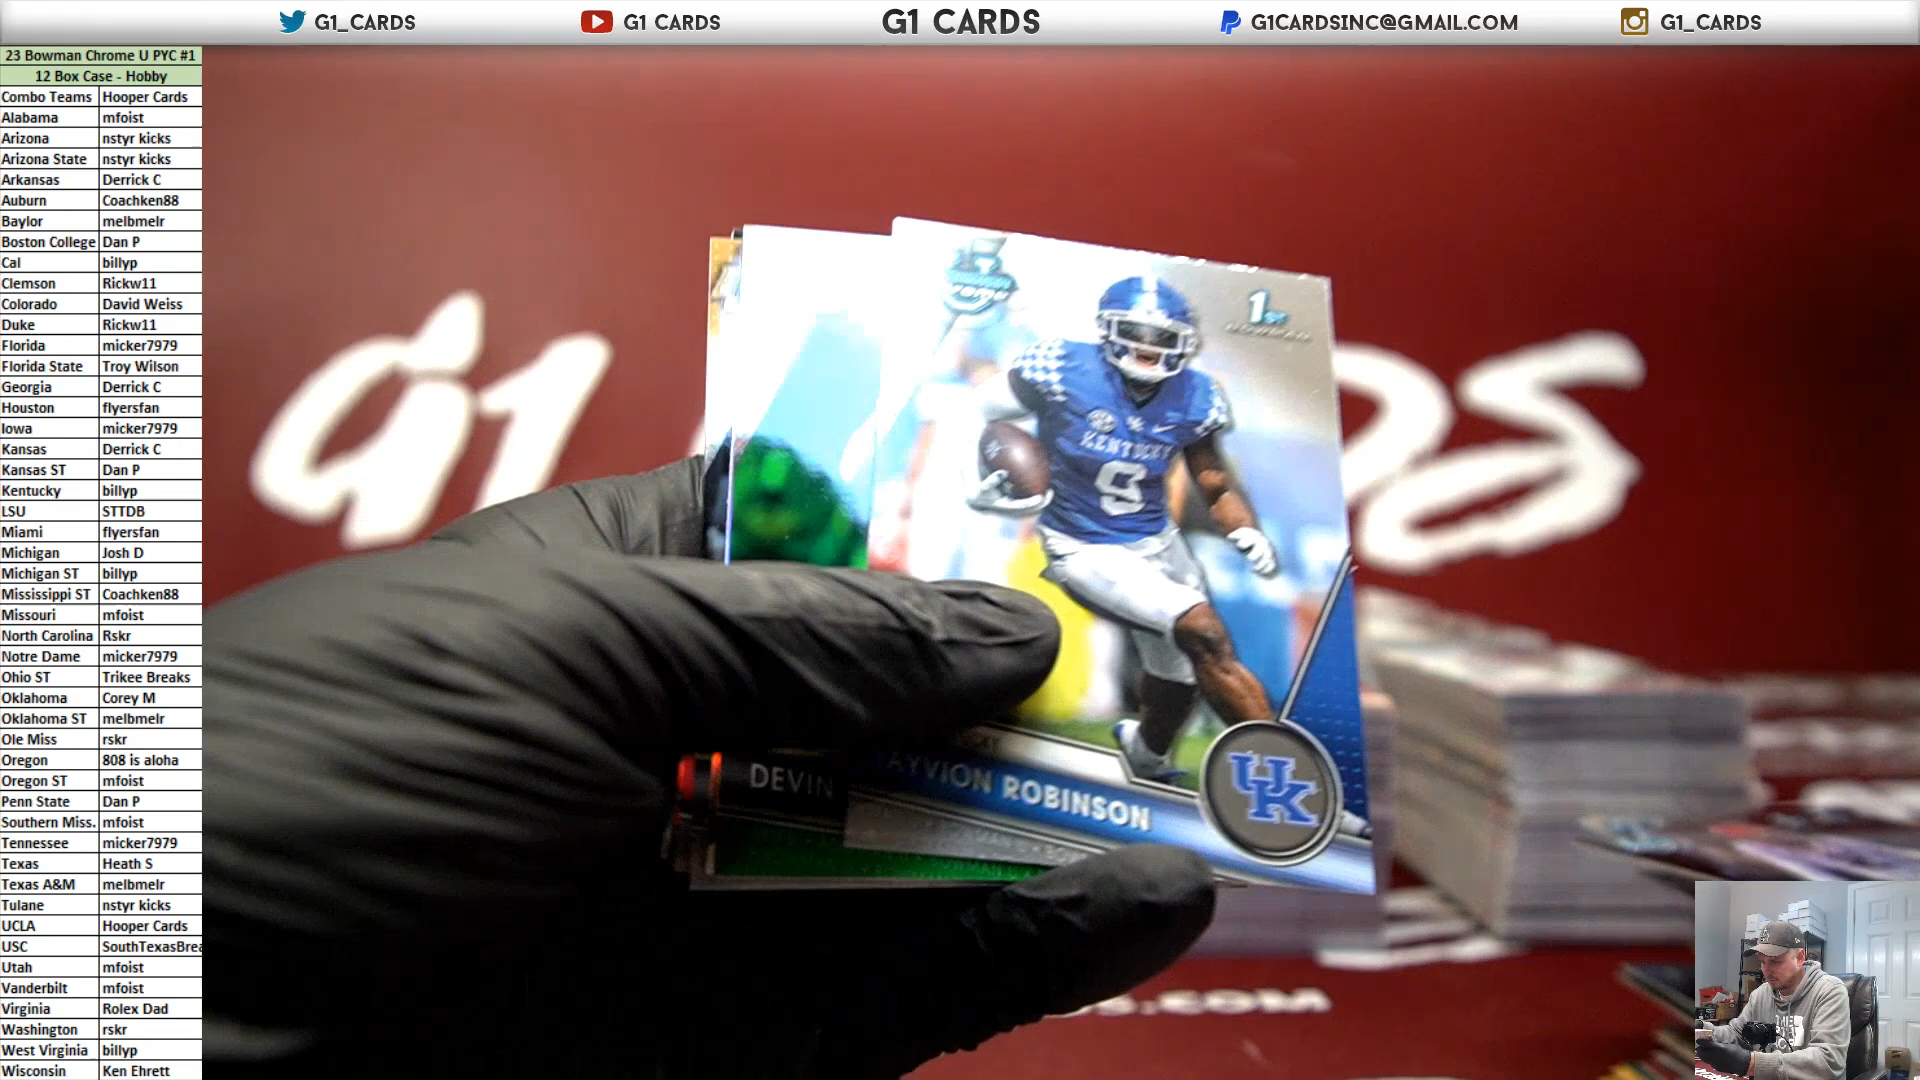 G1_CARDS
G1 CARDS
G1 CARDS
G1CARDSINC@GMAIL.COM
G1_CARDS
23 Bowman Chrome U PYC #1
12 Box Case - Hobby
Combo Teams Hooper Cards
Alabama mfoist
Arizona nstyr kicks
Arizona State nstyr kicks
Arkansas Derrick C
Auburn Coachken88
Baylor melbmelr
Boston College Dan P
Cal billyp
Clemson Rickw11
Colorado David Weiss
Duke Rickw11
Florida micker7979
Florida State Troy Wilson
Georgia Derrick C
Houston flyersfan
Iowa micker7979
Kansas Derrick C
Kansas ST Dan P
Kentucky billyp
LSU STTDB
Miami flyersfan
Michigan Josh D
Michigan ST billyp
Mississippi ST Coachken88
Missouri mfoist
North Carolina Rskr
Notre Dame micker7979
Ohio ST Trikee Breaks
Oklahoma Corey M
Oklahoma ST melbmelr
Ole Miss rskr
Oregon 808 is aloha
Oregon ST mfoist
Penn State Dan P
Southern Miss. mfoist
Tennessee micker7979
Texas Heath S
Texas A&M melbmelr
Tulane nstyr kicks
UCLA Hooper Cards
USC SouthTexasBrea
Utah mfoist
Vanderbilt mfoist
Virginia Rolex Dad
Washington rskr
West Virginia billyp
Wisconsin Ken Ehrett
G1
DS
1st
KENTUCKY
9
DEVIN
AYVION ROBINSON
UK
S.COM